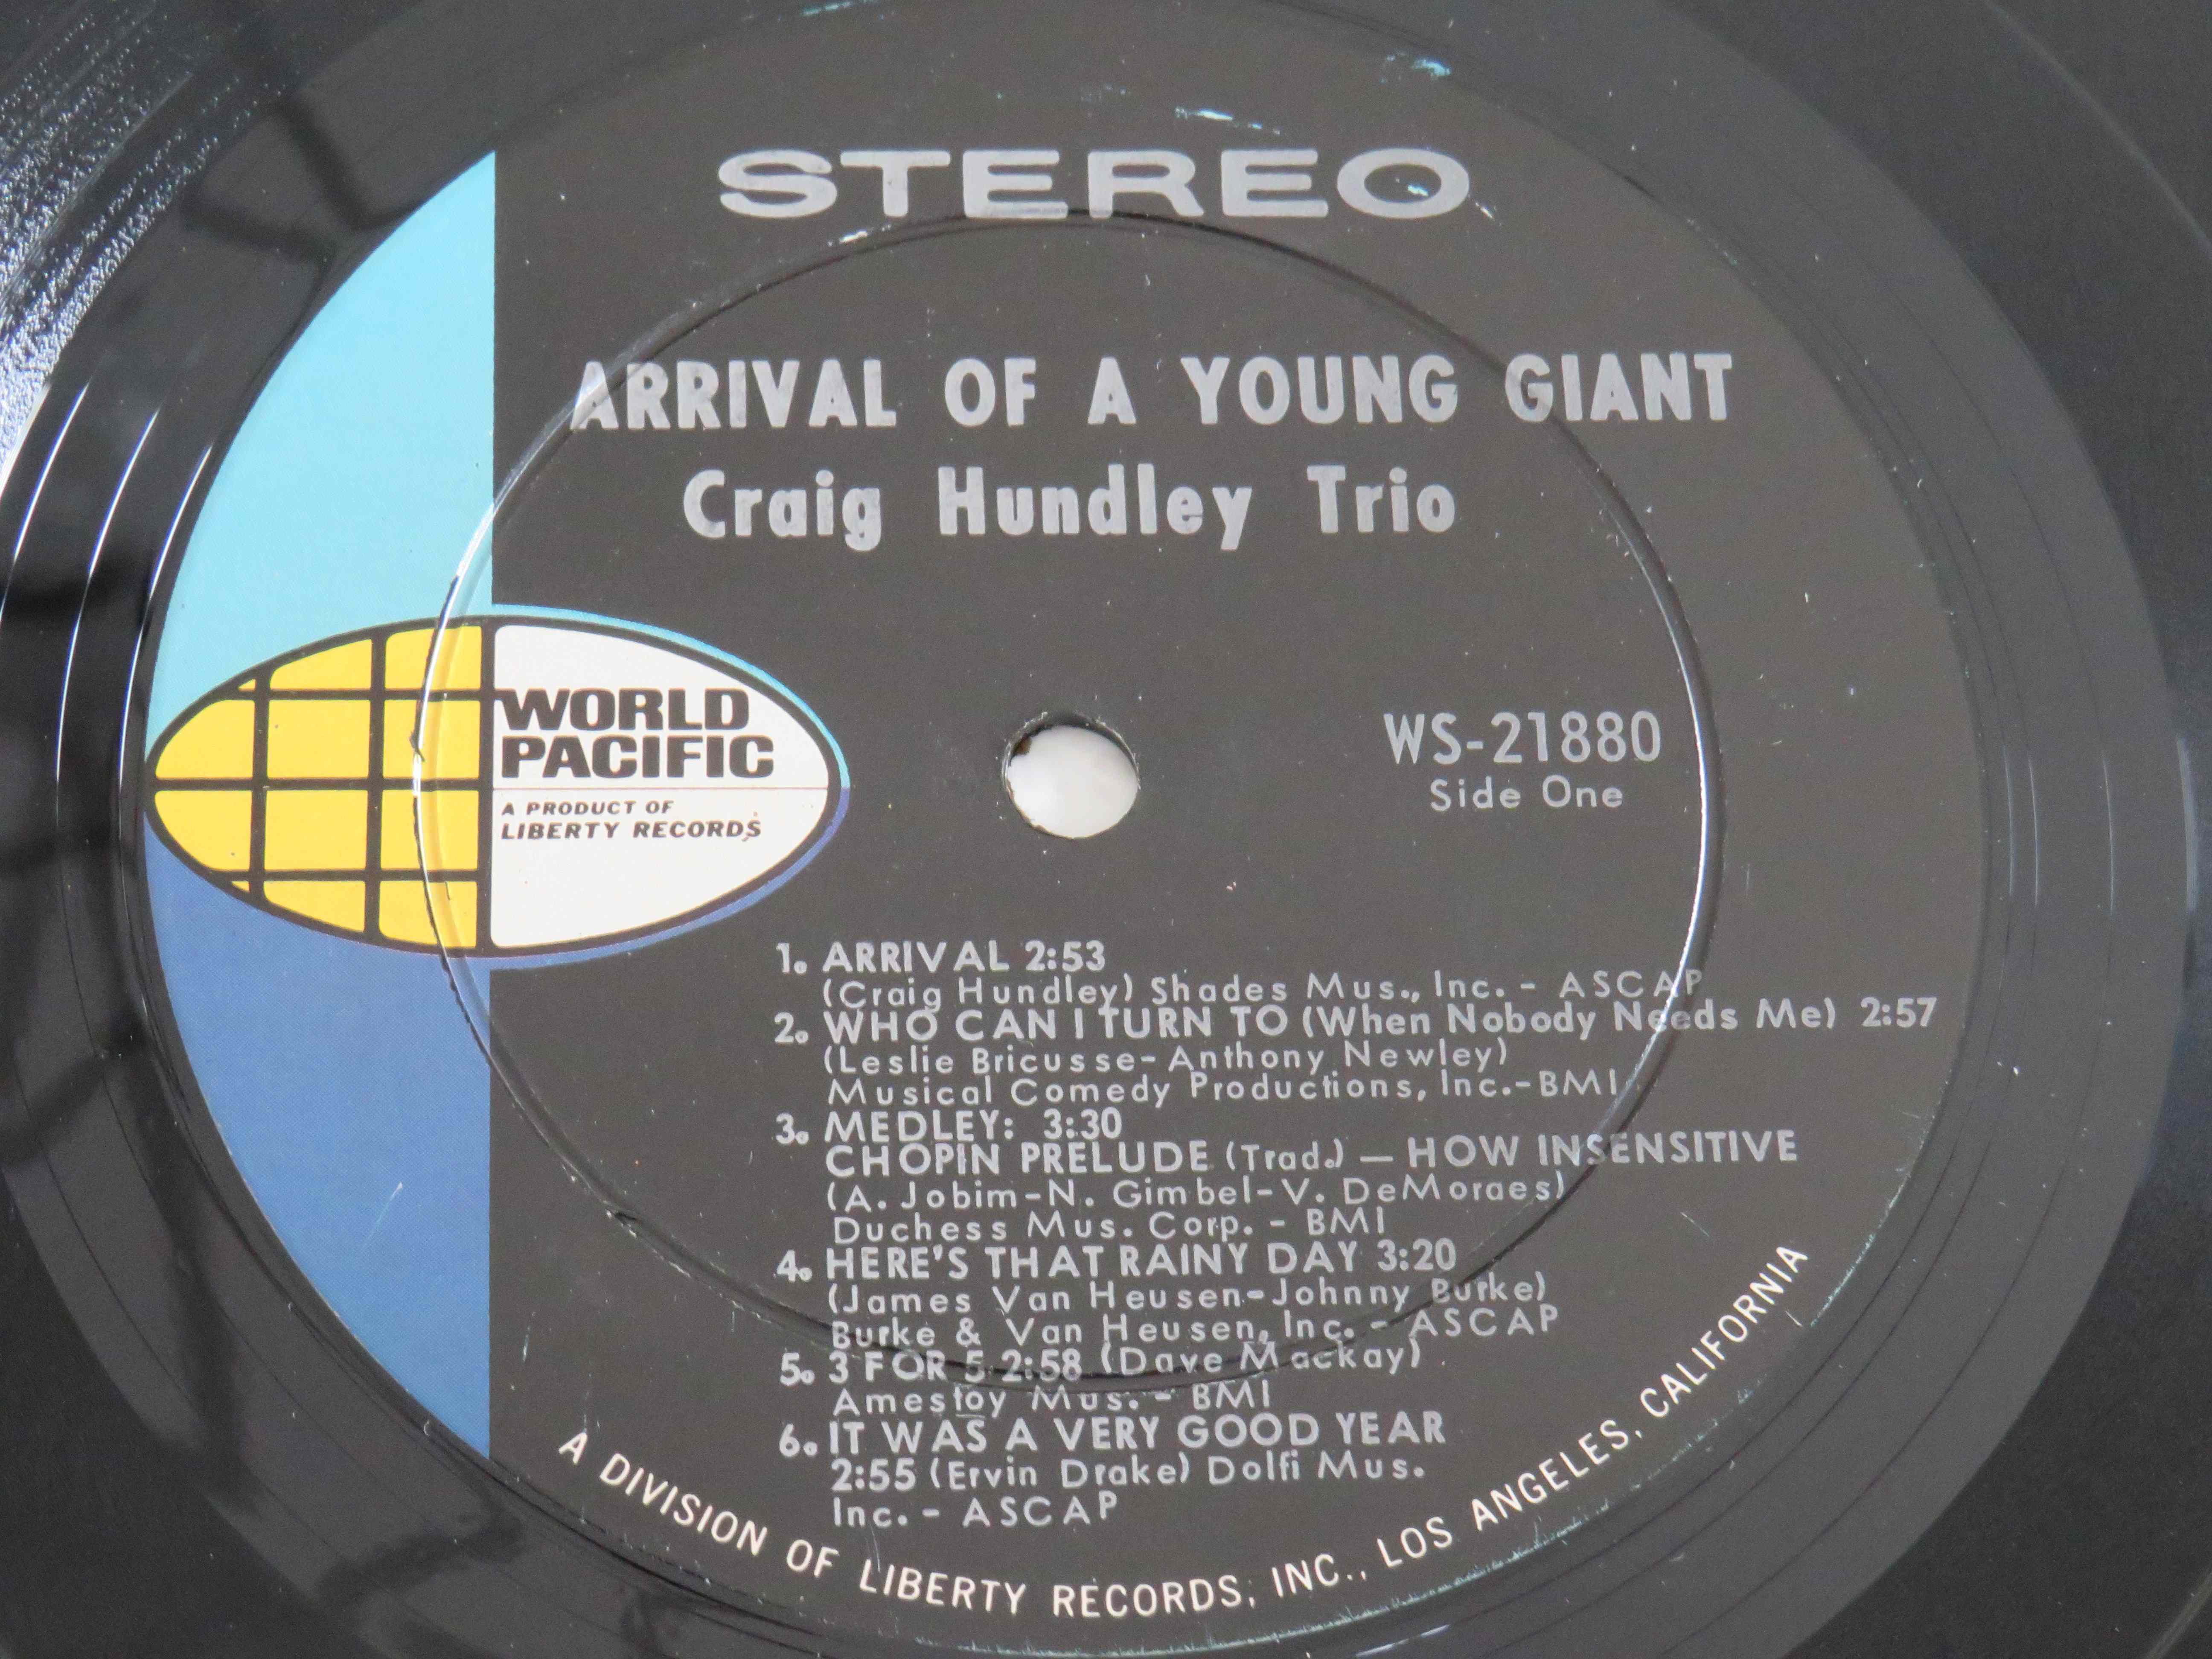 STEREO
ARRIVAL OF A YOUNG GIANT
Craig Hundley Trio
WORLD
PACIFIC
A PRODUCT OF
LIBERTY RECORDS
WS-21880
Side One
1. ARRIVAL 2:53
(Craig Hundley) Shades Mus., Inc. - ASCAP
2. WHO CAN I TURN TO (When Nobody Needs Me) 2:57
(Leslie Bricusse-Anthony Newley)
Musical Comedy Productions, Inc.-BMI
3. MEDLEY: 3:30
CHOPIN PRELUDE (Trad.) — HOW INSENSITIVE
(A. Jobim-N. Gimbel-V. DeMoraes)
Duchess Mus. Corp. - BMI
4. HERE'S THAT RAINY DAY 3:20
(James Van Heusen-Johnny Burke)
Burke & Van Heusen, Inc. - ASCAP
5. 3 FOR 5 2:58 (Dave Mackay)
Amestoy Mus. - BMI
6. IT WAS A VERY GOOD YEAR
2:55 (Ervin Drake) Dolfi Mus.
Inc. - ASCAP
A DIVISION OF LIBERTY RECORDS, INC., LOS ANGELES, CALIFORNIA